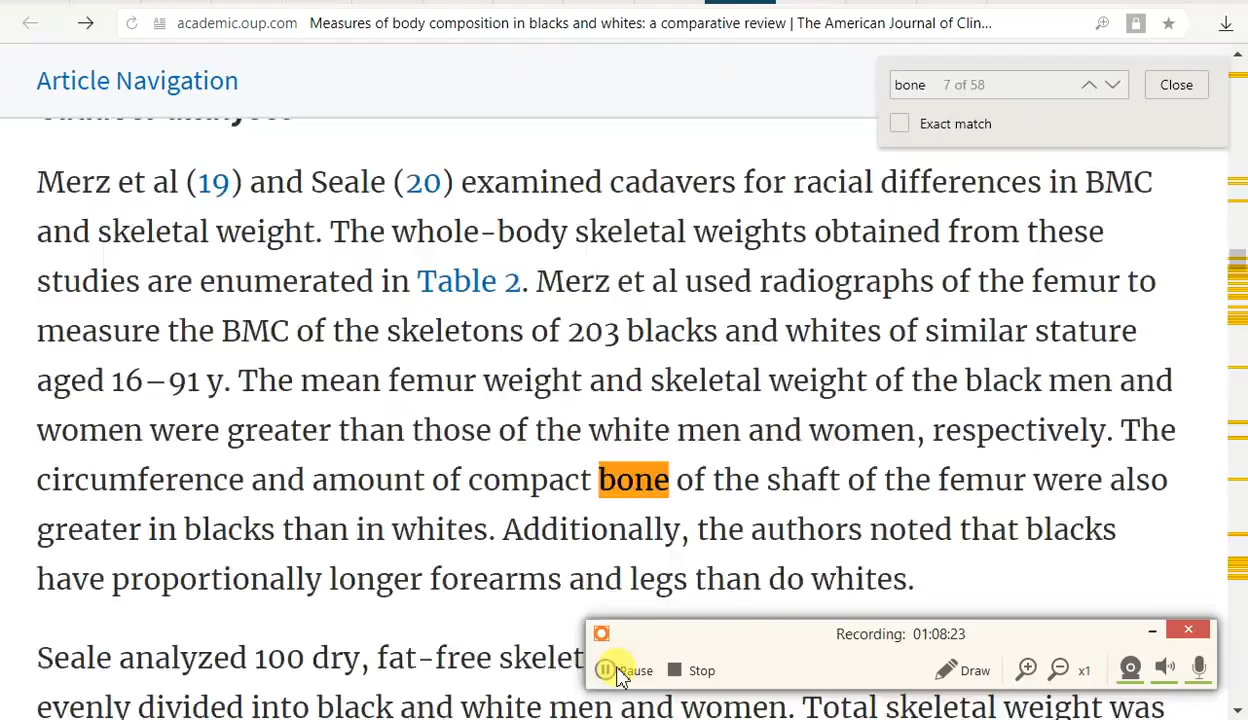 academic.oup.com Measures of body composition in blacks and whites: a comparative review | The American Journal of Clin...
Article Navigation
bone 7 of 58
Close
Exact match
Merz et al (19) and Seale (20) examined cadavers for racial differences in BMC
and skeletal weight. The whole-body skeletal weights obtained from these
studies are enumerated in Table 2. Merz et al used radiographs of the femur to
measure the BMC of the skeletons of 203 blacks and whites of similar stature
aged 16–91 y. The mean femur weight and skeletal weight of the black men and
women were greater than those of the white men and women, respectively. The
circumference and amount of compact bone of the shaft of the femur were also
greater in blacks than in whites. Additionally, the authors noted that blacks
have proportionally longer forearms and legs than do whites.
Recording: 01:08:23
Pause Stop Draw x1
Seale analyzed 100 dry, fat-free
evenly divided into black and white men and women. Total skeletal weight was